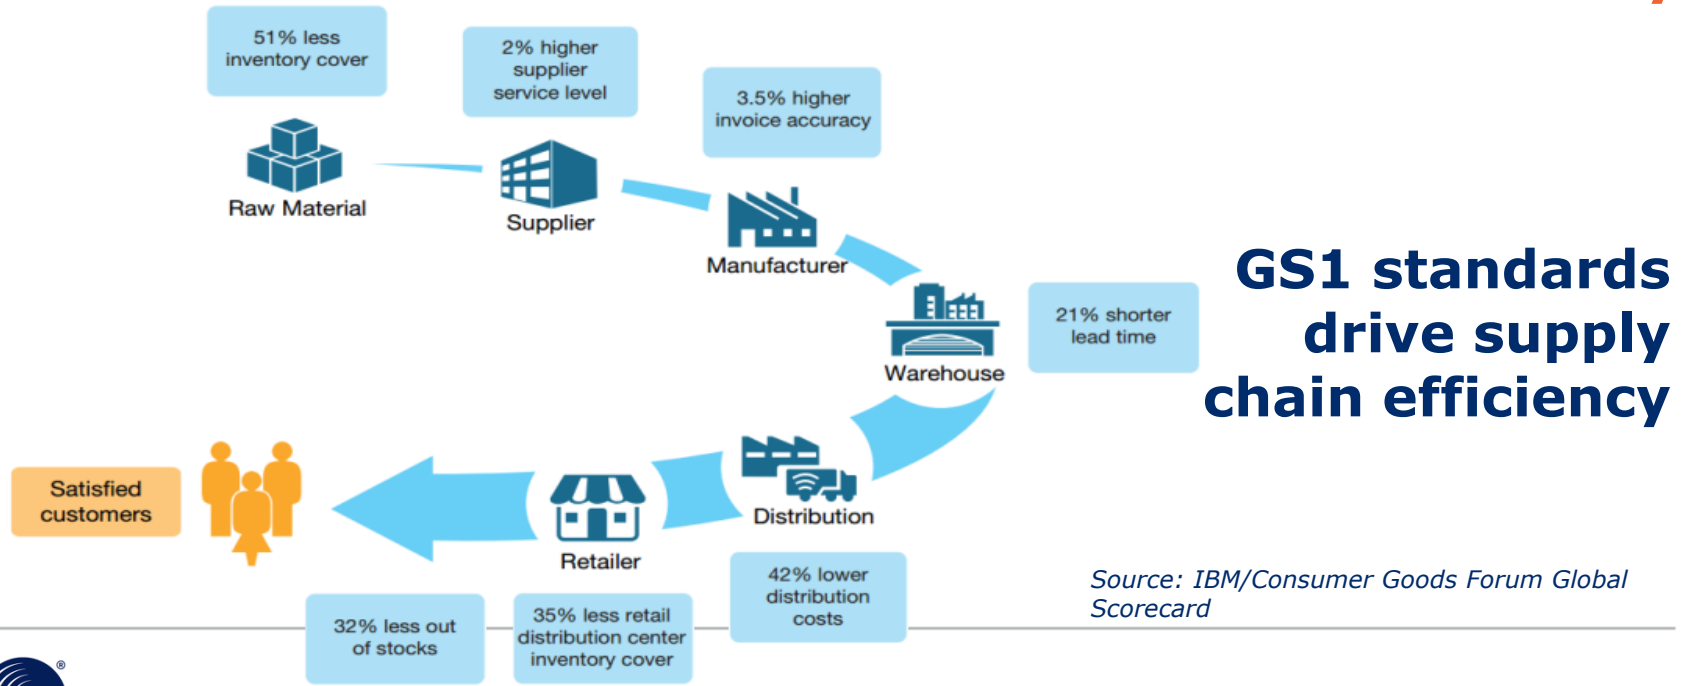 51% less
inventory cover
2% higher
supplier
service level
3.5% higher
invoice accuracy
Raw Material
Supplier
Manufacturer
GS1 standards
drive supply
chain efficiency
21% shorter
lead time
Warehouse
Satisfied
customers
Distribution
Retailer
42% lower
distribution
costs
Source: IBM/Consumer Goods Forum Global
Scorecard
32% less out
of stocks
35% less retail
distribution center
inventory cover
®